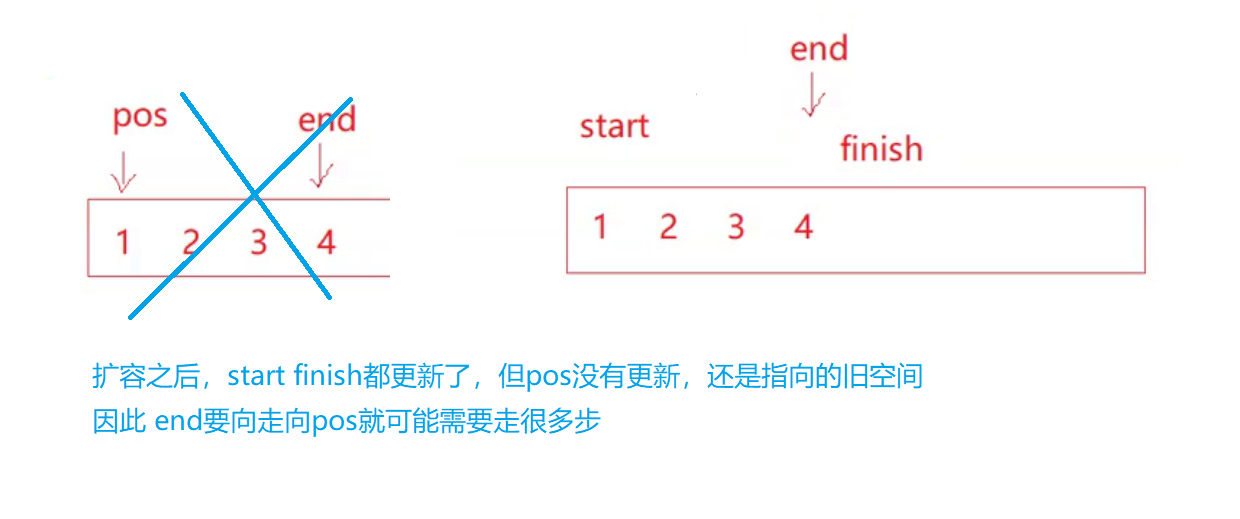 end
pos end
start
finish
1 2 3 4
1 2 3 4
扩容之后，start finish都更新了，但pos没有更新，还是指向的旧空间
因此 end要向走向pos就可能需要走很多步